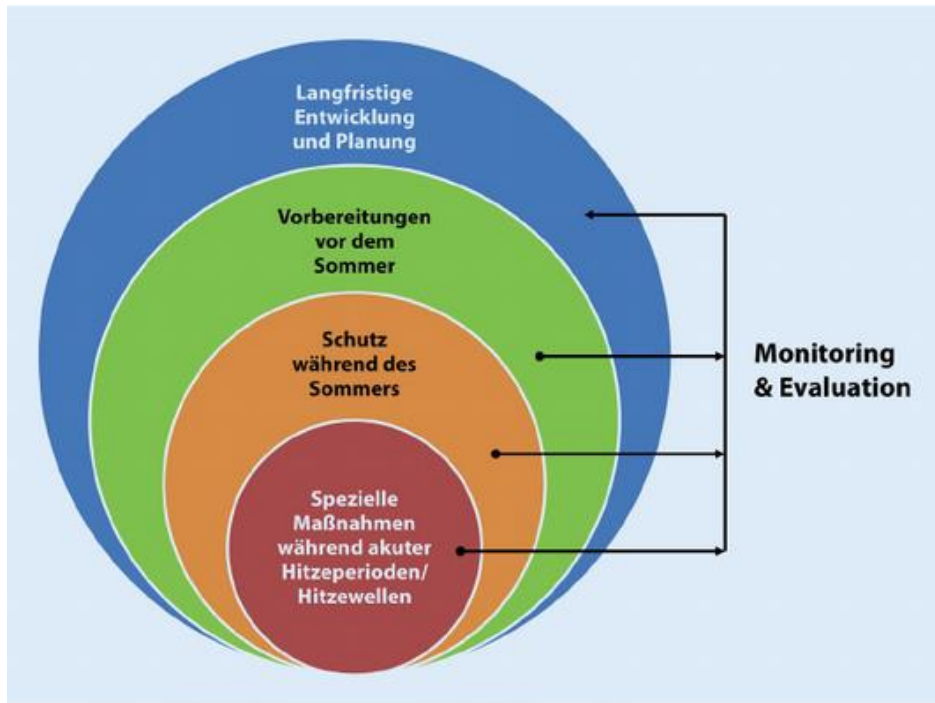 Langfristige
Entwicklung
und Planung
Vorbereitungen
vor dem
Sommer
Schutz
während des
Sommers
Spezielle
Maßnahmen
während akuter
Hitzeperioden/
Hitzewellen
Monitoring
& Evaluation